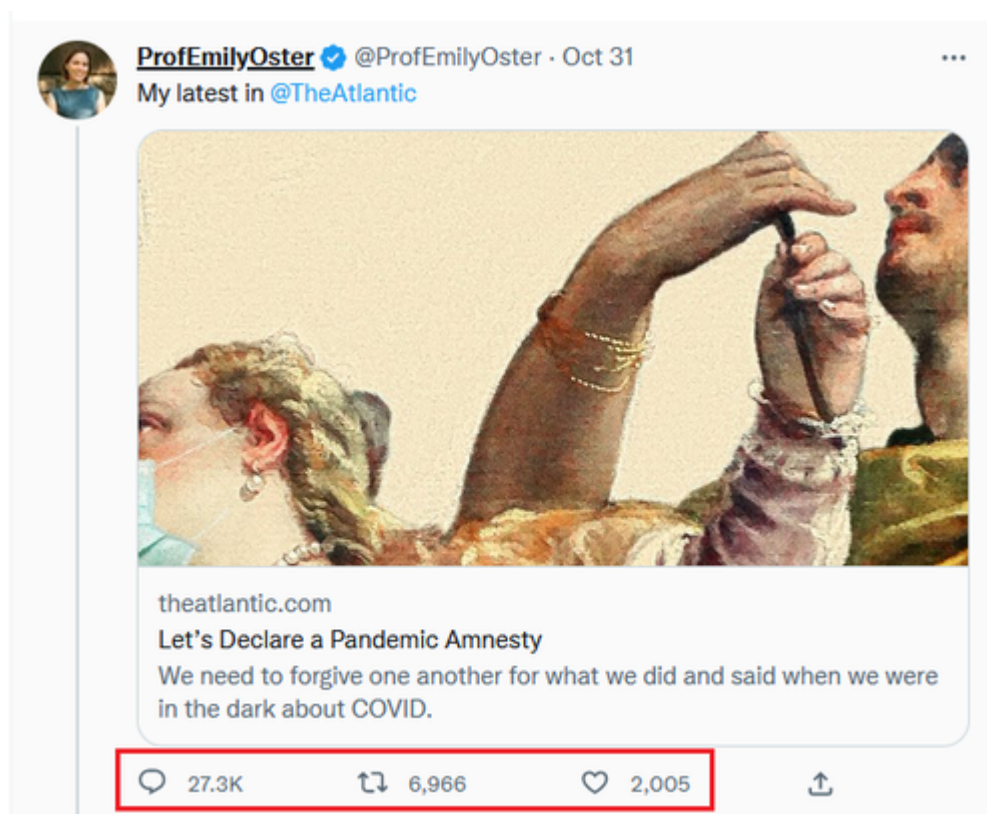 ProfEmilyOster @ProfEmilyOster · Oct 31
My latest in @TheAtlantic
theatlantic.com
Let’s Declare a Pandemic Amnesty
We need to forgive one another for what we did and said when we were
in the dark about COVID.
27.3K 6,966 2,005